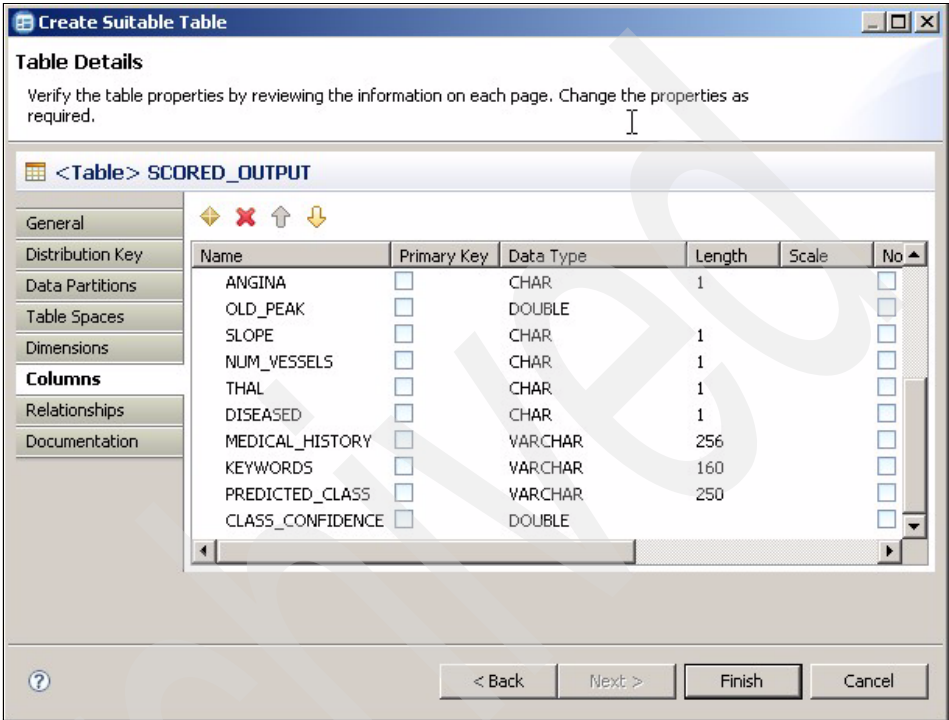 Create Suitable Table
Table Details
Verify the table properties by reviewing the information on each page. Change the properties as
required.
<Table> SCORED_OUTPUT
General
Distribution Key
Data Partitions
Table Spaces
Dimensions
Columns
Relationships
Documentation
Name Primary Key Data Type Length Scale No
ANGINA CHAR 1
OLD_PEAK DOUBLE
SLOPE CHAR 1
NUM_VESSELS CHAR 1
THAL CHAR 1
DISEASED CHAR 1
MEDICAL_HISTORY VARCHAR 256
KEYWORDS VARCHAR 160
PREDICTED_CLASS VARCHAR 250
CLASS_CONFIDENCE DOUBLE
? < Back Next > Finish Cancel